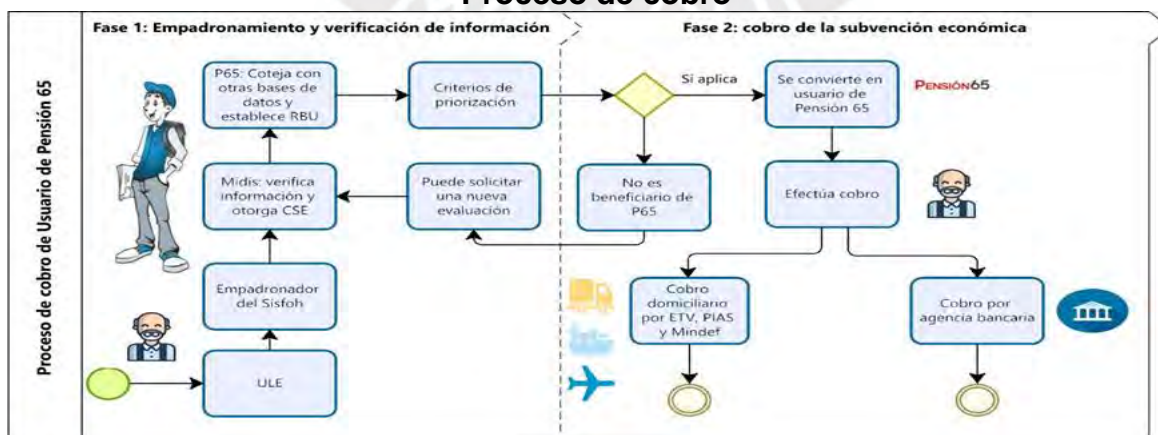 Proceso de cobro
Fase 1: Empadronamiento y verificación de información
Fase 2: cobro de la subvención económica
Proceso de cobro de Usuario de Pensión 65
P65: Coteja con
otras bases de
datos y
establece RBU
Criterios de
priorización
Si aplica
Se convierte en
usuario de
Pensión 65
PENSIÓN65
Midis: verifica
información y
otorga CSE
Puede solicitar
una nueva
evaluación
No es
beneficiario de
P65
Efectúa cobro
Empadronador
del Sisfoh
Cobro
domiciliario
por ETV, PIAS
y Mindef
Cobro por
agencia bancaria
ULE